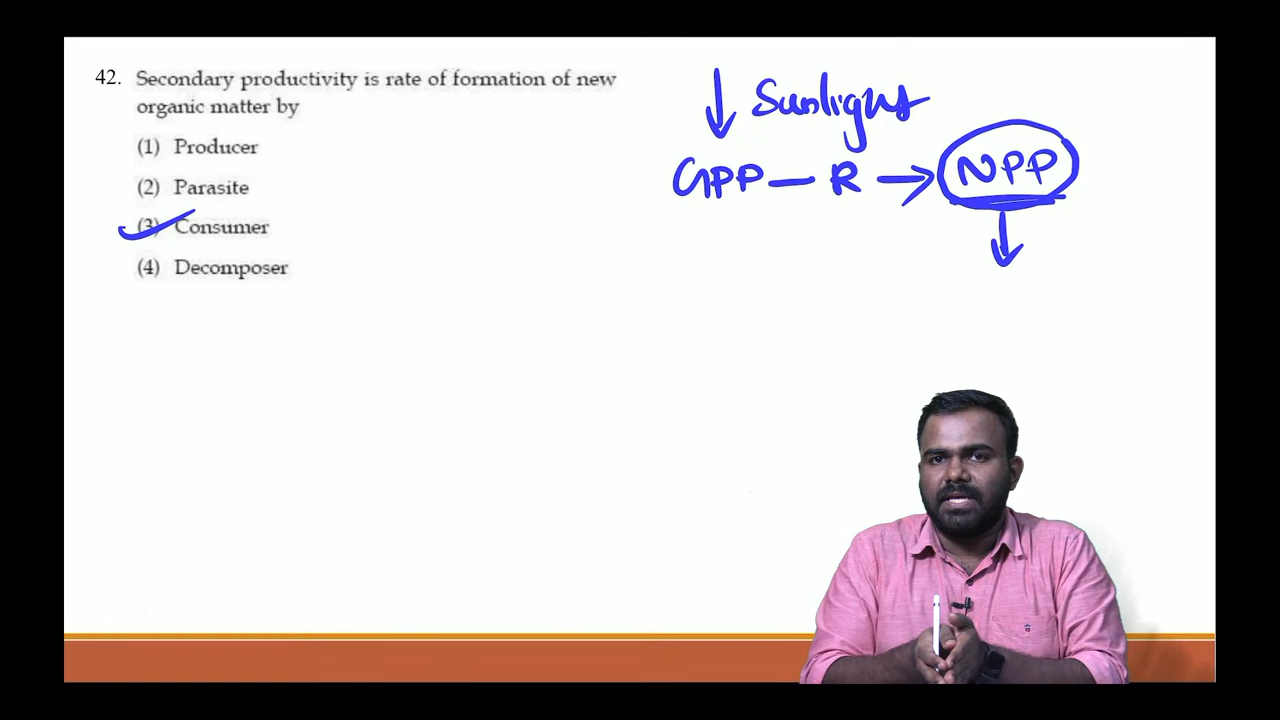 42. Secondary productivity is rate of formation of new
organic matter by
(1) Producer
(2) Parasite
(3) Consumer
(4) Decomposer
↓ Sunlight
GPP — R → NPP
↓